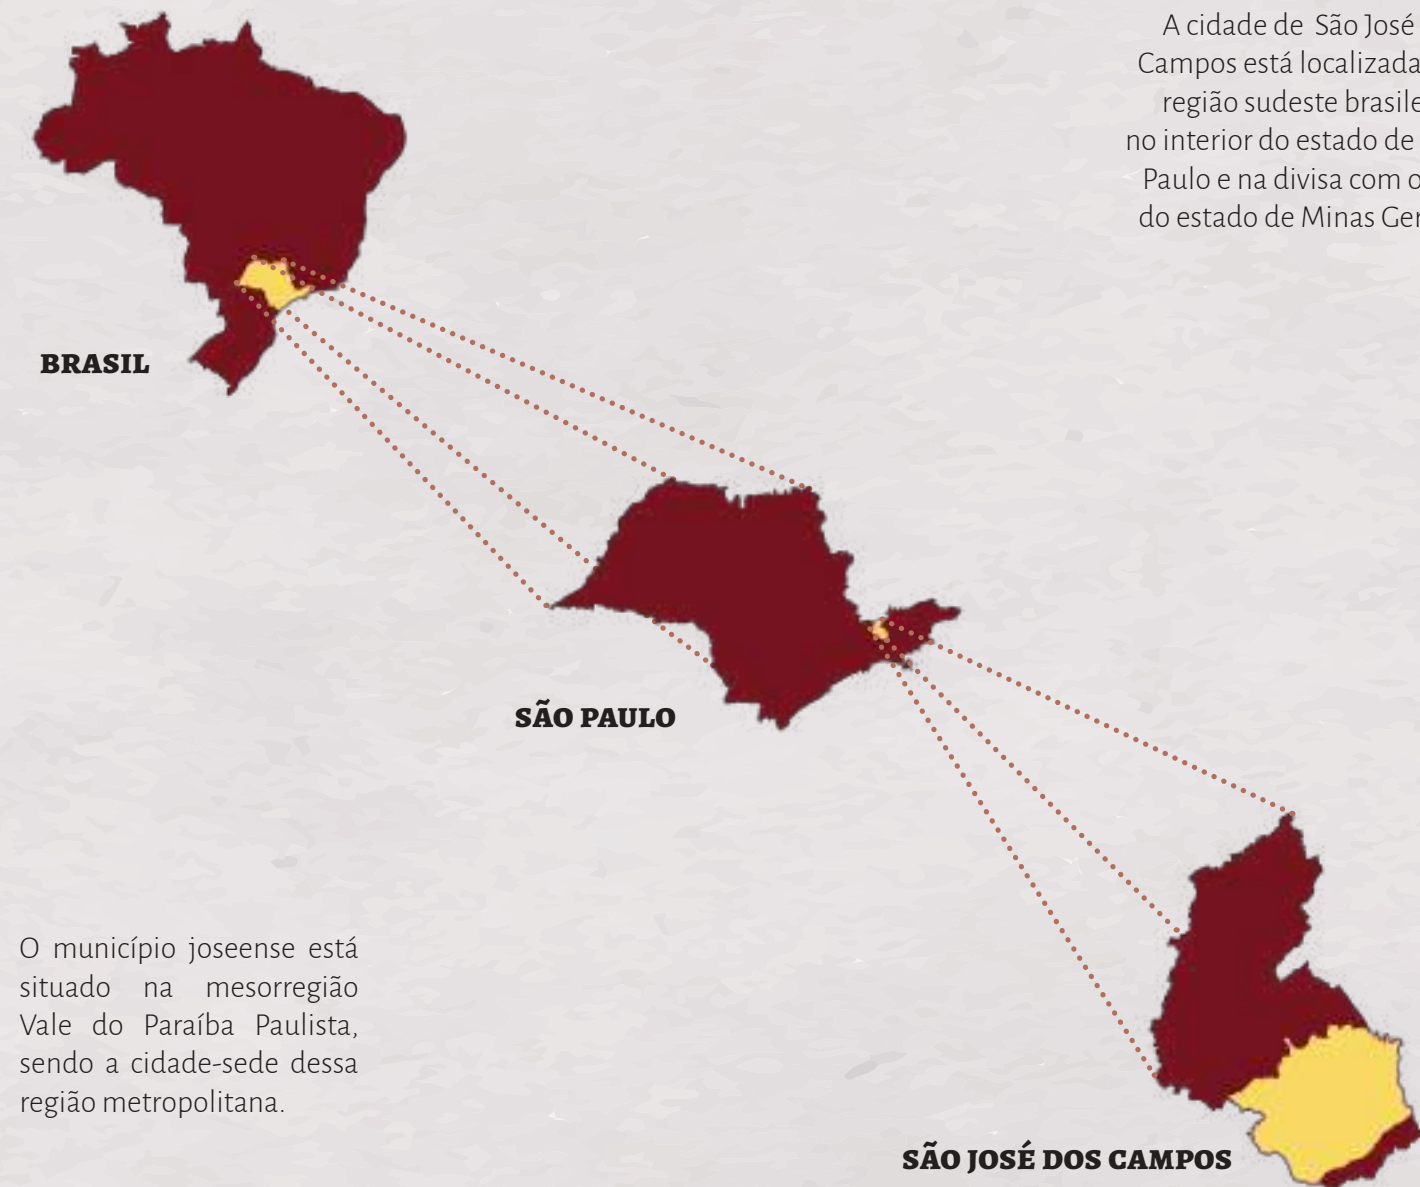 A cidade de São José
Campos está localizada
região sudeste brasile
no interior do estado de
Paulo e na divisa com o
do estado de Minas Ger
BRASIL
SÃO PAULO
O município joseense está
situado na mesorregião
Vale do Paraíba Paulista,
sendo a cidade-sede dessa
região metropolitana.
SÃO JOSÉ DOS CAMPOS